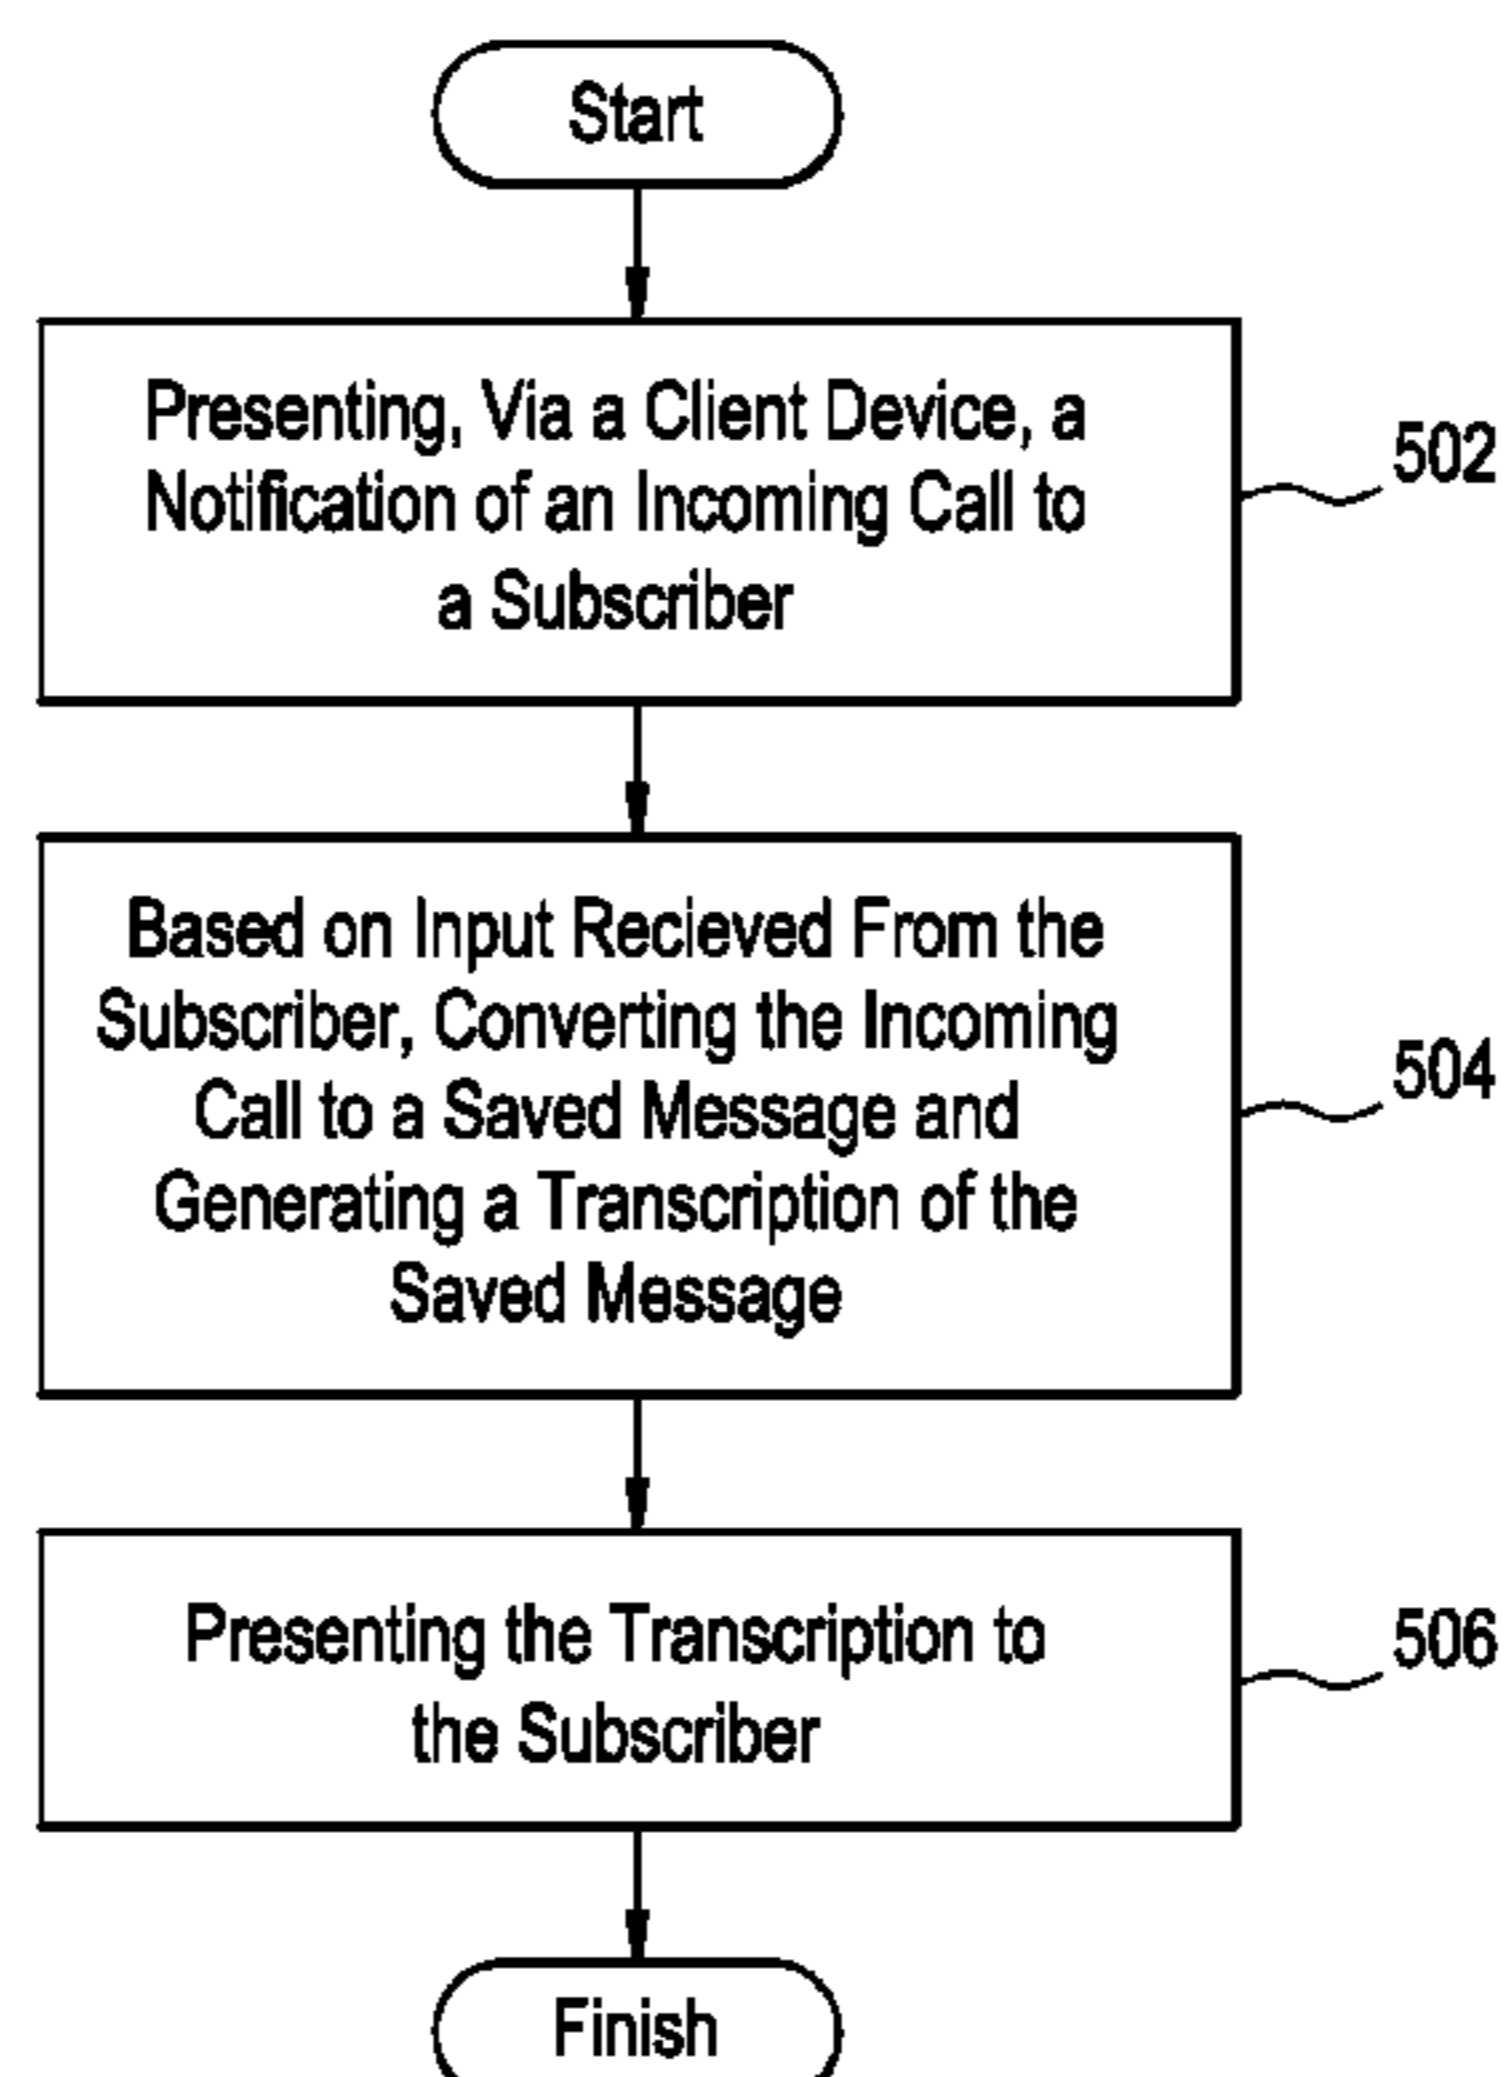 Start
Presenting, Via a Client Device, a
Notification of an Incoming Call to
a Subscriber
502
Based on Input Recieved From the
Subscriber, Converting the Incoming
Call to a Saved Message and
Generating a Transcription of the
Saved Message
504
Presenting the Transcription to
the Subscriber
506
Finish